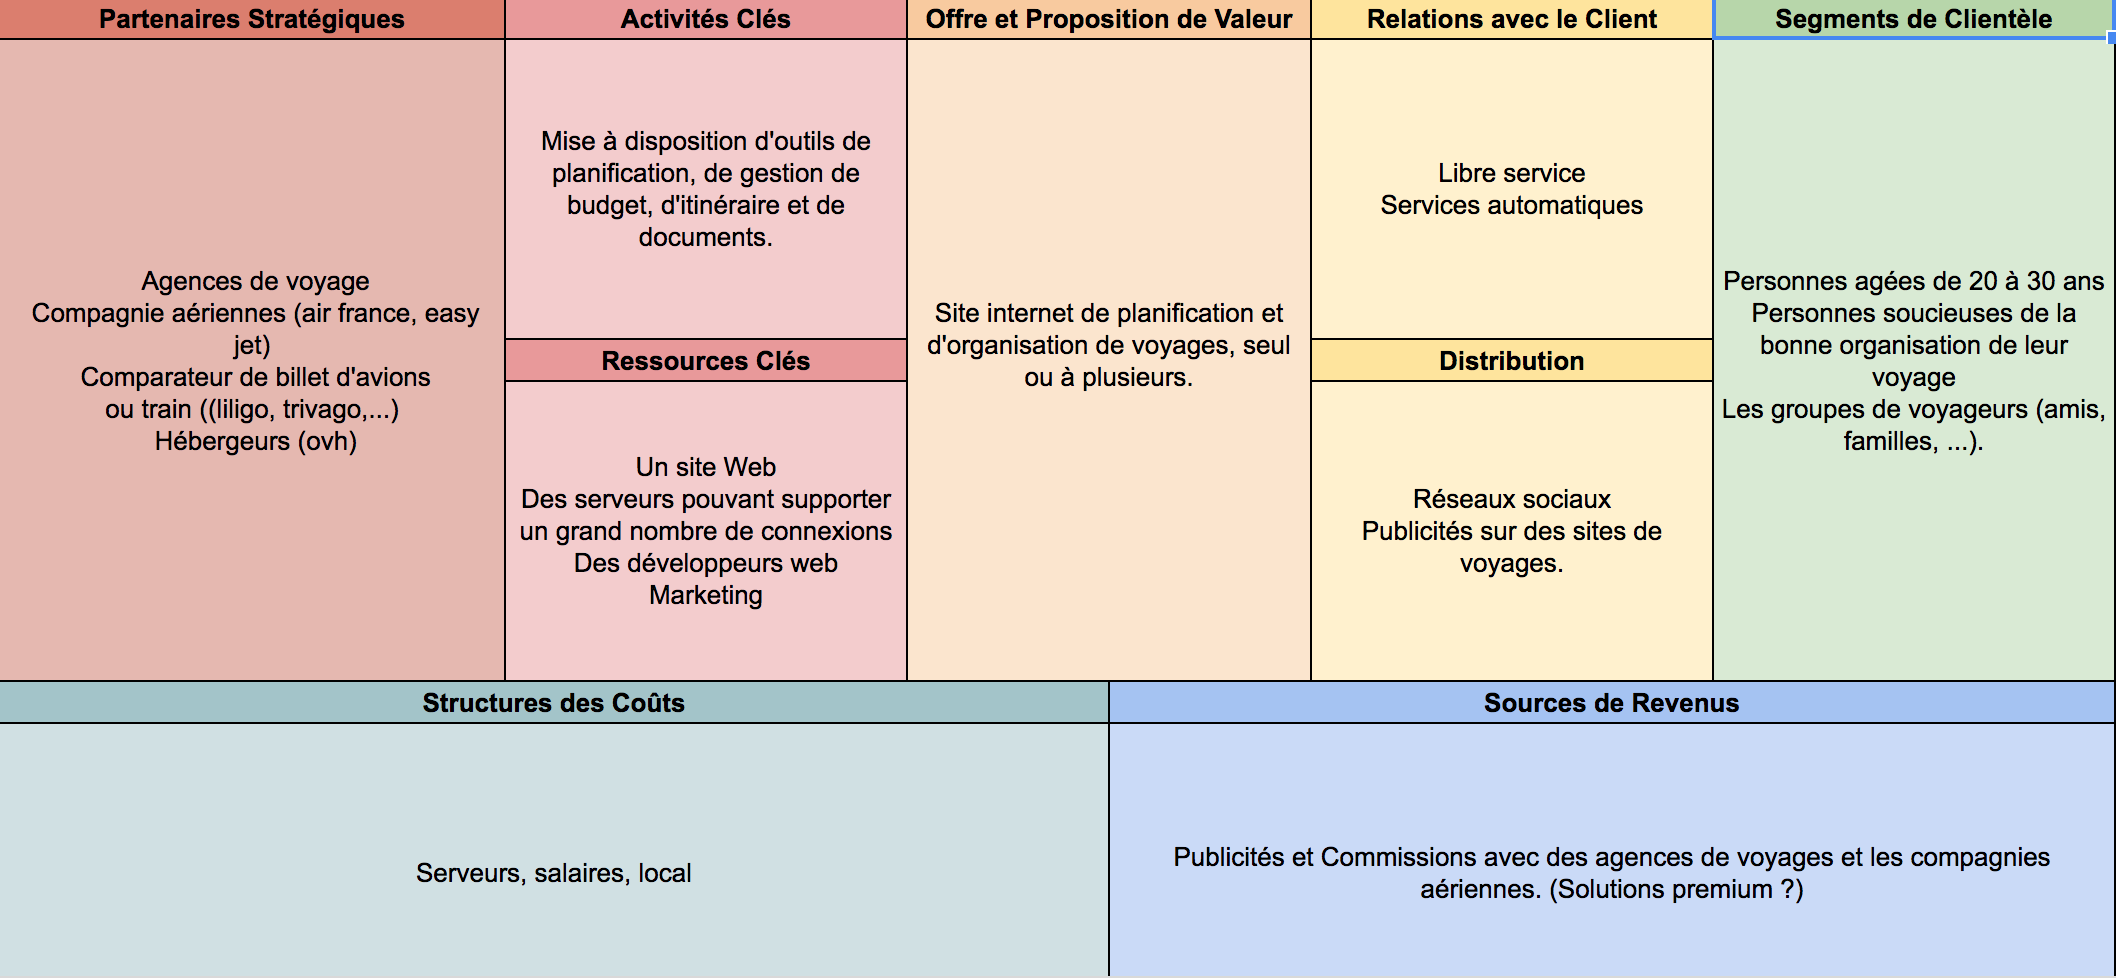 Partenaires Stratégiques
Agences de voyage
Compagnie aériennes (air france, easy
jet)
Comparateur de billet d'avions
ou train ((liligo, trivago,...)
Hébergeurs (ovh)
Activités Clés
Mise à disposition d'outils de
planification, de gestion de
budget, d'itinéraire et de
documents.
Ressources Clés
Un site Web
Des serveurs pouvant supporter
un grand nombre de connexions
Des développeurs web
Marketing
Offre et Proposition de Valeur
Site internet de planification et
d'organisation de voyages, seul
ou à plusieurs.
Relations avec le Client
Libre service
Services automatiques
Distribution
Réseaux sociaux
Publicités sur des sites de
voyages.
Segments de Clientèle
Personnes agées de 20 à 30 ans
Personnes soucieuses de la
bonne organisation de leur
voyage
Les groupes de voyageurs (amis,
familles, ...).
Structures des Coûts
Serveurs, salaires, local
Sources de Revenus
Publicités et Commissions avec des agences de voyages et les compagnies
aériennes. (Solutions premium ?)